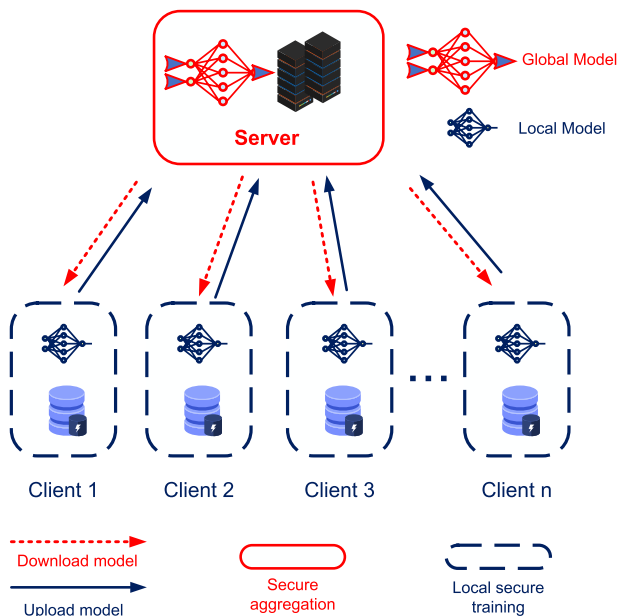 Global Model
Local Model
Server
Client 1
Client 2
Client 3
Client n
Download model
Upload model
Secure
aggregation
Local secure
training